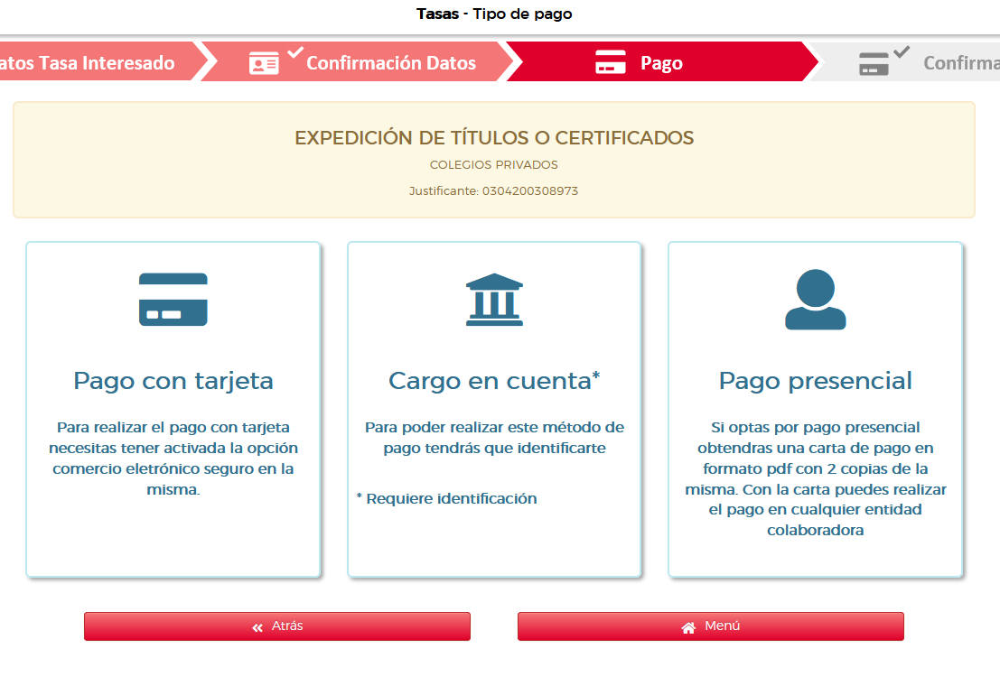 Tasas - Tipo de pago
atos Tasa Interesado
Confirmación Datos
Pago
Confirma
EXPEDICIÓN DE TÍTULOS O CERTIFICADOS
COLEGIOS PRIVADOS
Justificante: 0304200308973
Pago con tarjeta
Para realizar el pago con tarjeta
necesitas tener activada la opción
comercio eletrónico seguro en la
misma.
Cargo en cuenta*
Para poder realizar este método de
pago tendrás que identificarte
* Requiere identificación
Pago presencial
Si optas por pago presencial
obtendras una carta de pago en
formato pdf con 2 copias de la
misma. Con la carta puedes realizar
el pago en cualquier entidad
colaboradora
Atrás
Menú